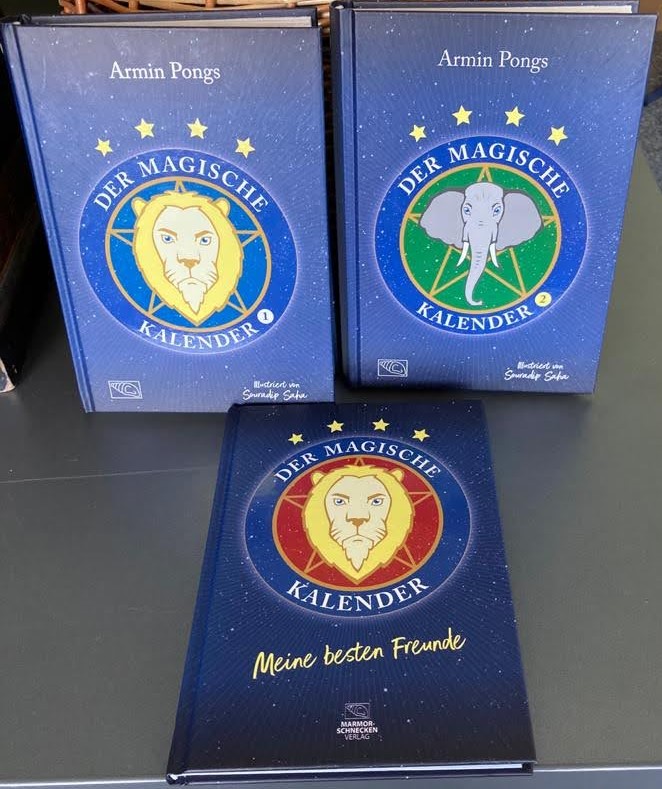 Armin Pongs
DER MAGISCHE
KALENDER 1
Illustriert von
Souradip Saha
Armin Pongs
DER MAGISCHE
KALENDER 2
Illustriert von
Souradip Saha
DER MAGISCHE
KALENDER
Meine besten Freunde
MARMOR-
SCHNECKEN
VERLAG